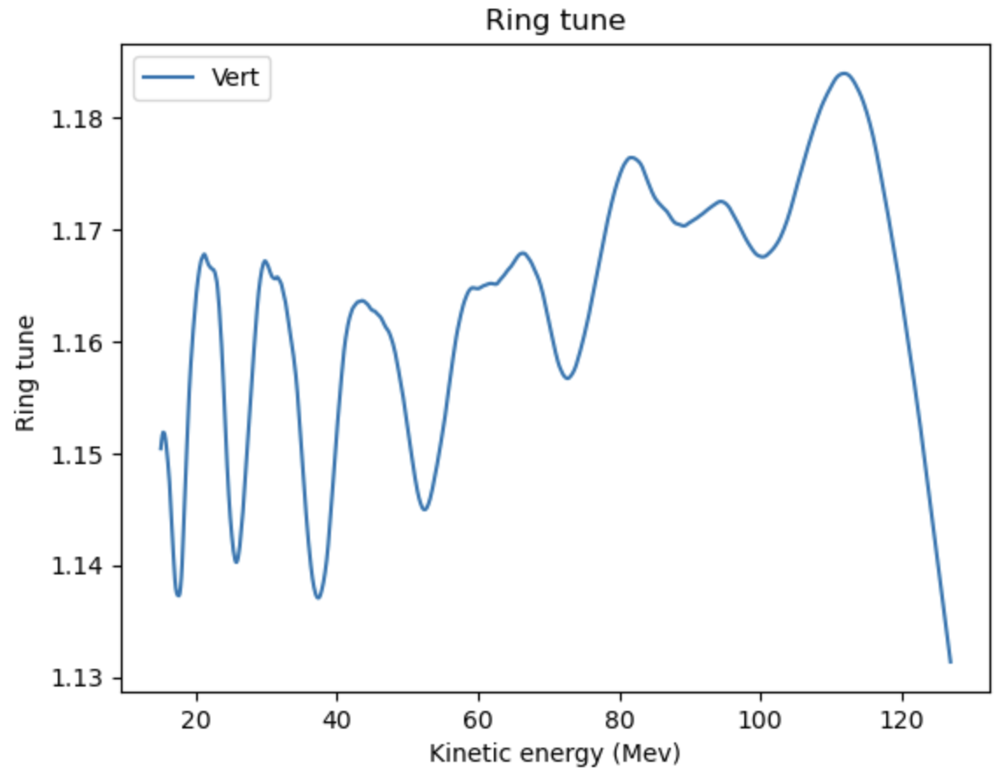 Ring tune
Vert
1.18
1.17
1.16
1.15
1.14
1.13
Ring tune
20 40 60 80 100 120
Kinetic energy (Mev)